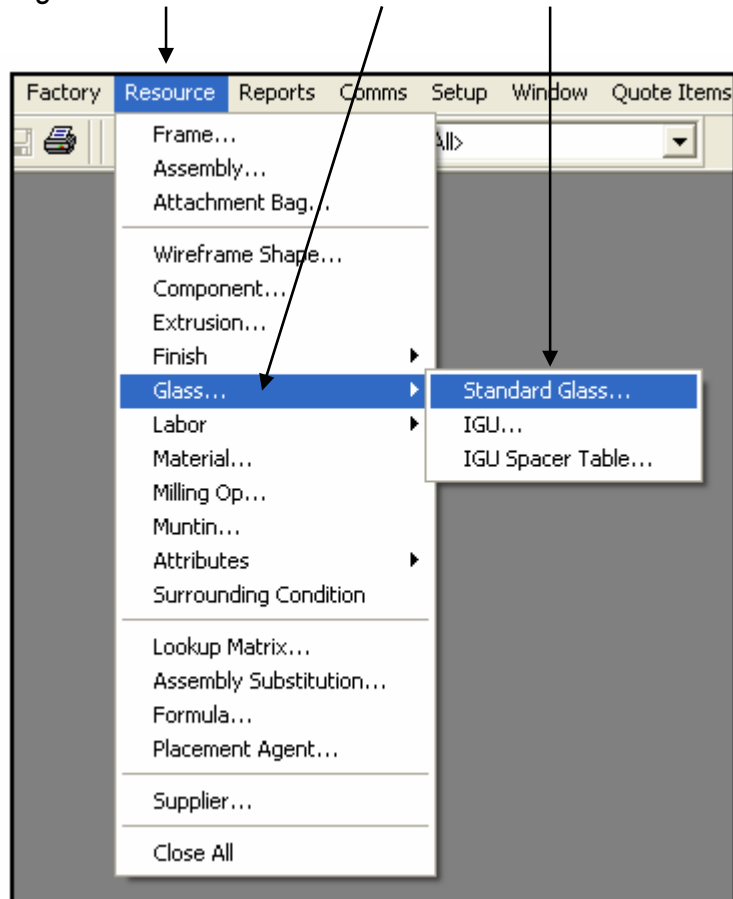 Factory Resource Reports Comms Setup Window Quote Items
All>
Frame...
Assembly...
Attachment Bag...
Wireframe Shape...
Component...
Extrusion...
Finish
Glass...
Standard Glass...
Labor
IGU...
Material...
IGU Spacer Table...
Milling Op...
Muntin...
Attributes
Surrounding Condition
Lookup Matrix...
Assembly Substitution...
Formula...
Placement Agent...
Supplier...
Close All